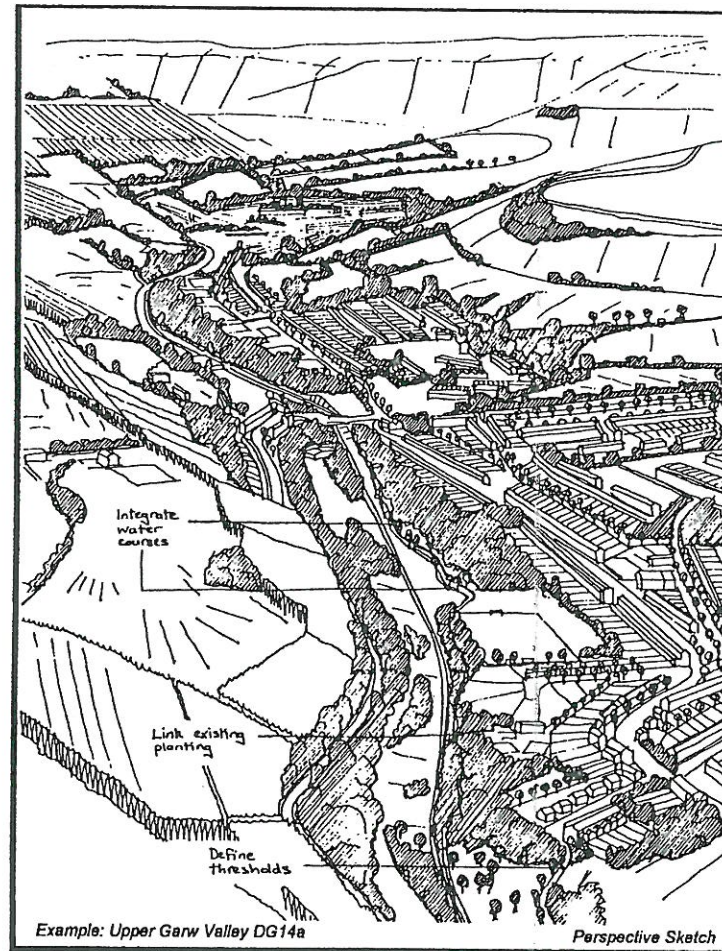 Integrate
water
courses
Link existing
planting
Define
thresholds
Example: Upper Garw Valley DG14a
Perspective Sketch